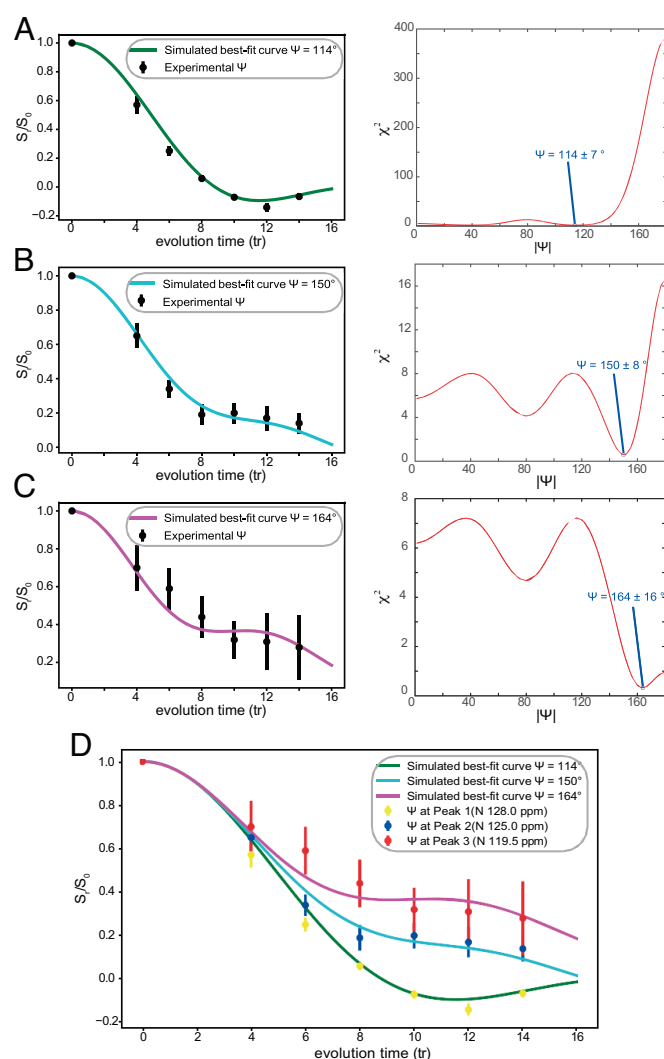 A
Simulated best-fit curve Ψ = 114°
Experimental Ψ
S/S₀
1.0
0.8
0.6
0.4
0.2
0.0
−0.2
0 4 8 12 16
evolution time (tr)
χ²
400
300
200
100
0
Ψ = 114 ± 7 °
0 40 80 120 160
|Ψ|
B
Simulated best-fit curve Ψ = 150°
Experimental Ψ
S/S₀
1.0
0.8
0.6
0.4
0.2
0.0
0 4 8 12 16
evolution time (tr)
χ²
16
12
8
4
0
Ψ = 150 ± 8 °
0 40 80 120 160
|Ψ|
C
Simulated best-fit curve Ψ = 164°
Experimental Ψ
S/S₀
1.0
0.8
0.6
0.4
0.2
0 4 8 12 16
evolution time (tr)
χ²
8
6
4
2
0
Ψ = 164 ± 16 °
0 40 80 120 160
|Ψ|
D
Simulated best-fit curve Ψ = 114°
Simulated best-fit curve Ψ = 150°
Simulated best-fit curve Ψ = 164°
Ψ at Peak 1(N 128.0 ppm)
Ψ at Peak 2(N 125.0 ppm)
Ψ at Peak 3 (N 119.5 ppm)
S/S₀
1.0
0.8
0.6
0.4
0.2
0.0
−0.2
0 2 4 6 8 10 12 14 16
evolution time (tr)